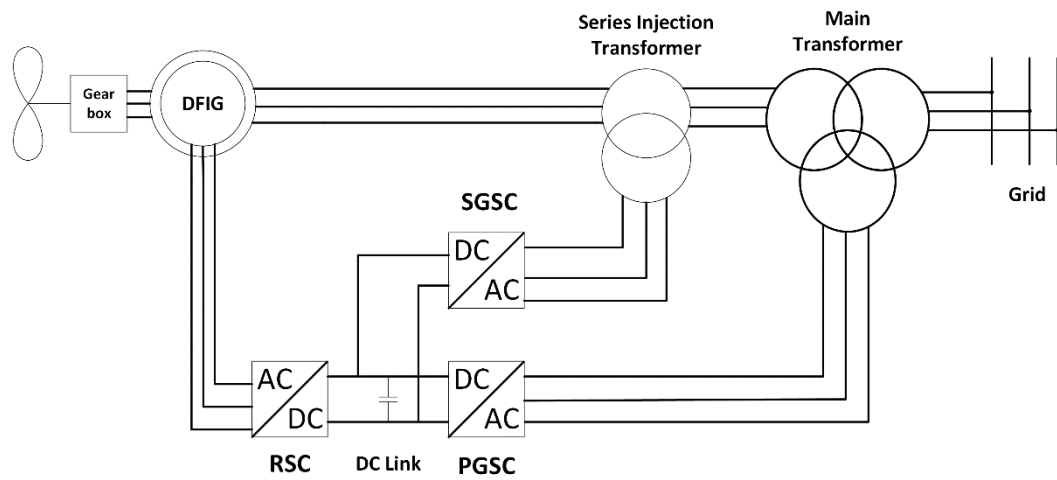 Series Injection
Transformer
Main
Transformer
Gear
box
DFIG
Grid
SGSC
DC
AC
AC
DC
DC
AC
RSC
DC Link
PGSC